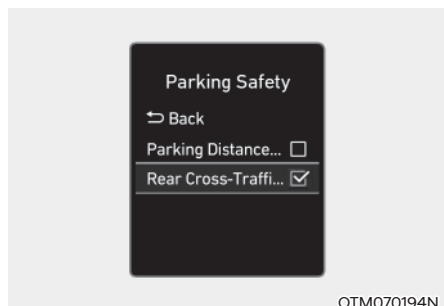 Parking Safety
Back
Parking Distance...
Rear Cross-Traffi...
OTM070194N